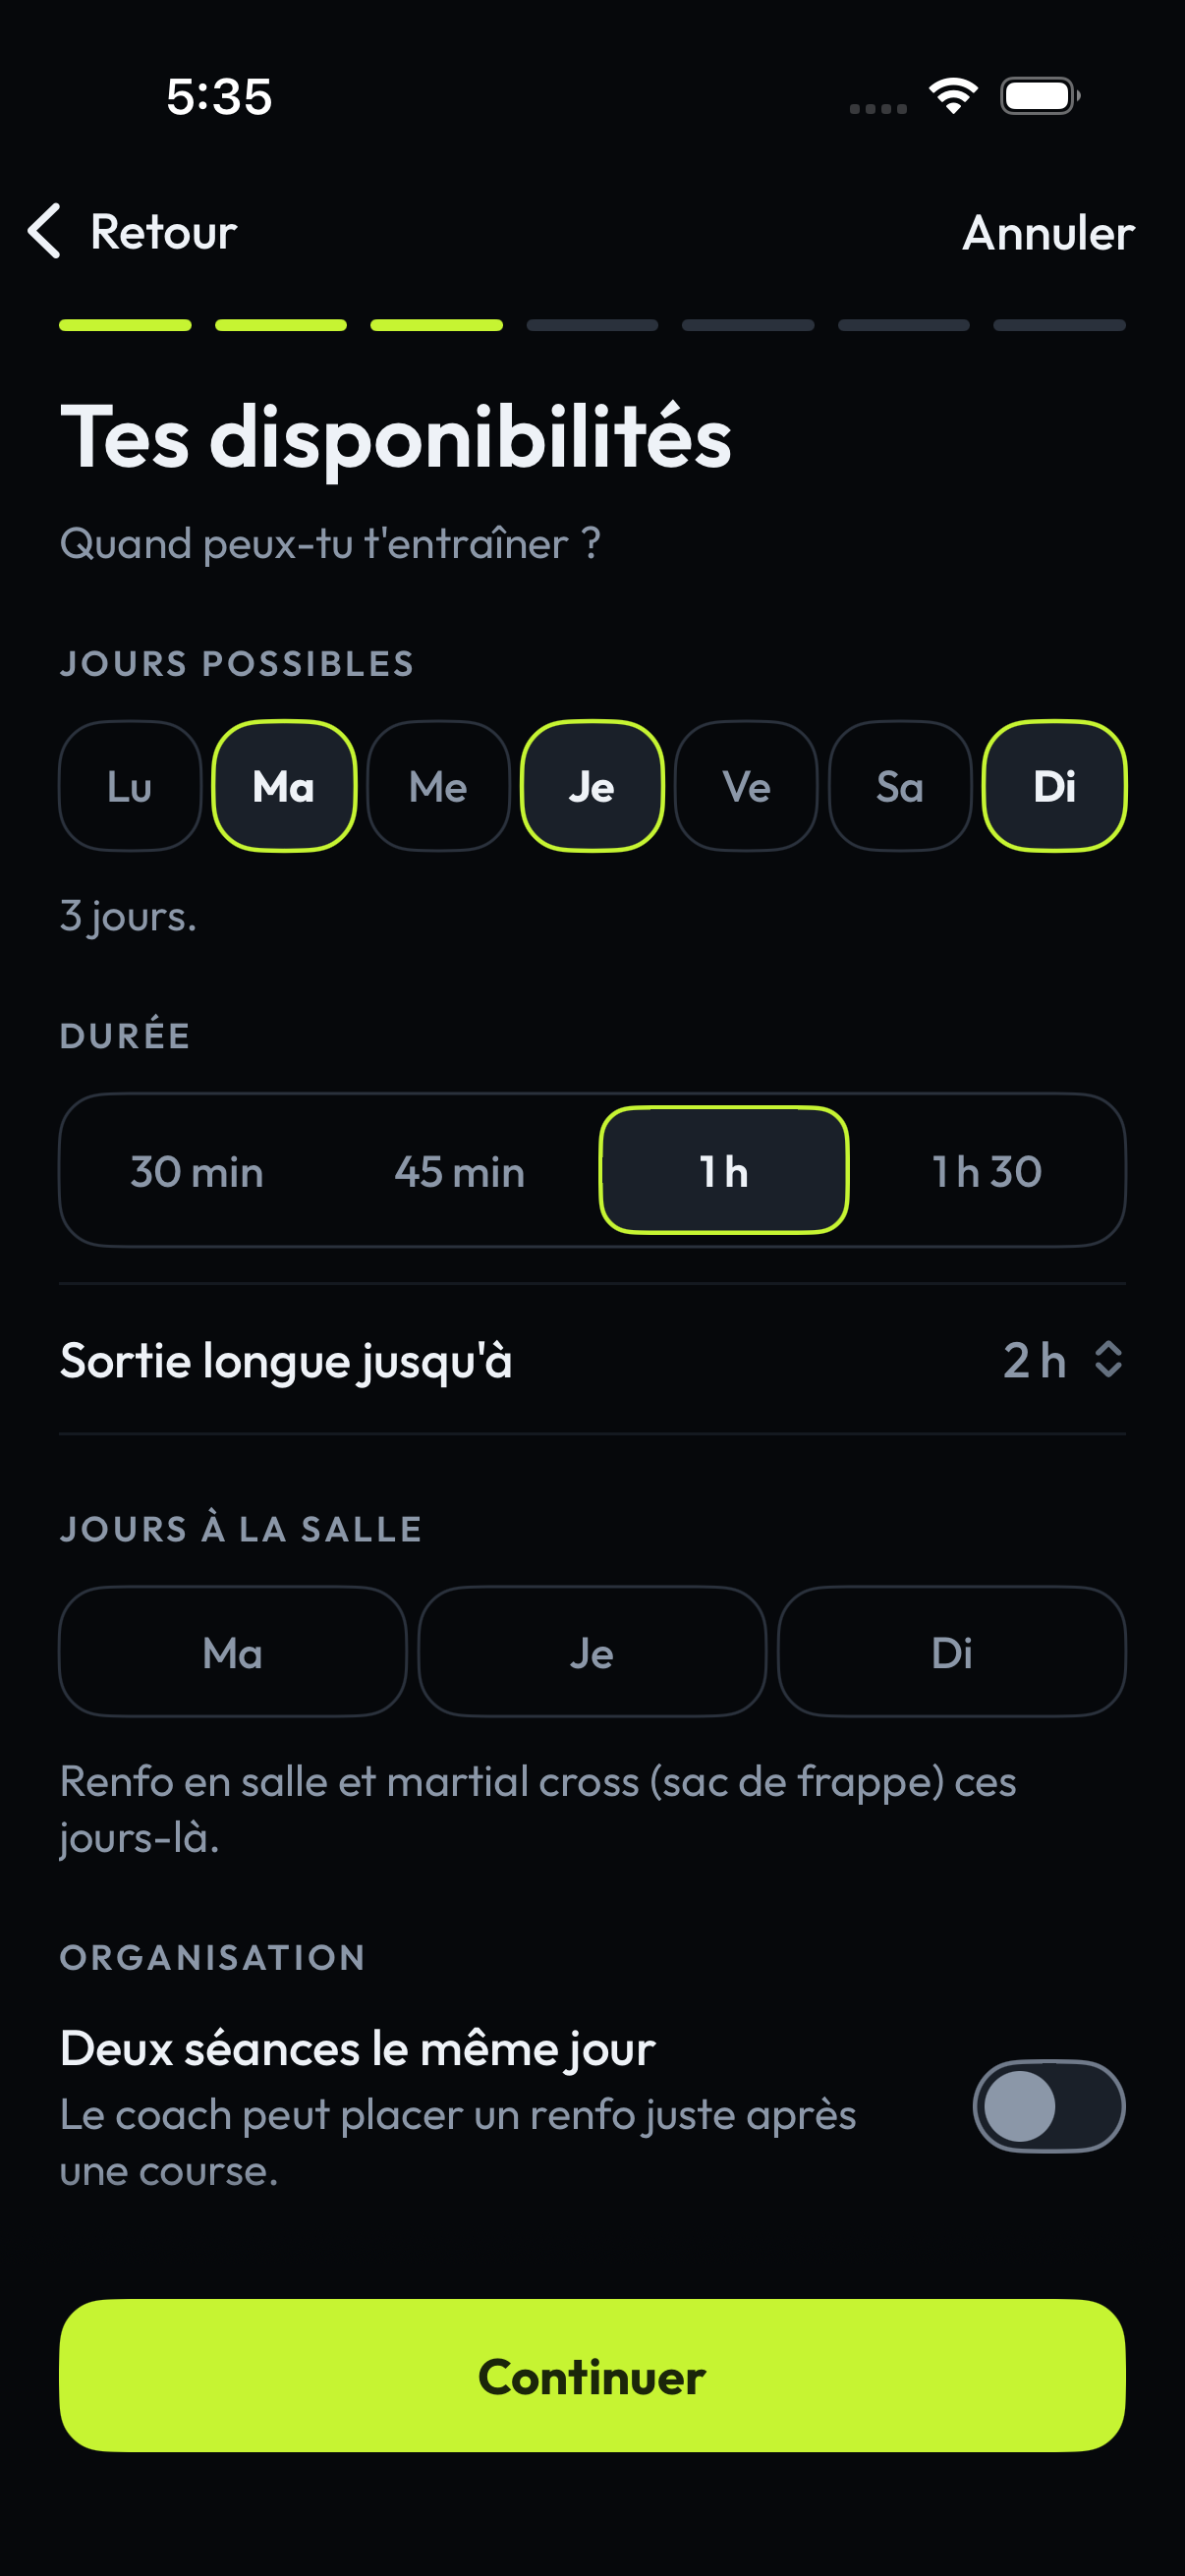 5:35
Retour
Annuler
Tes disponibilités
Quand peux-tu t'entraîner ?
JOURS POSSIBLES
Lu Ma Me Je Ve Sa Di
3 jours.
DURÉE
30 min 45 min 1 h 1 h 30
Sortie longue jusqu'à 2 h
JOURS À LA SALLE
Ma Je Di
Renfo en salle et martial cross (sac de frappe) ces
jours-là.
ORGANISATION
Deux séances le même jour
Le coach peut placer un renfo juste après
une course.
Continuer